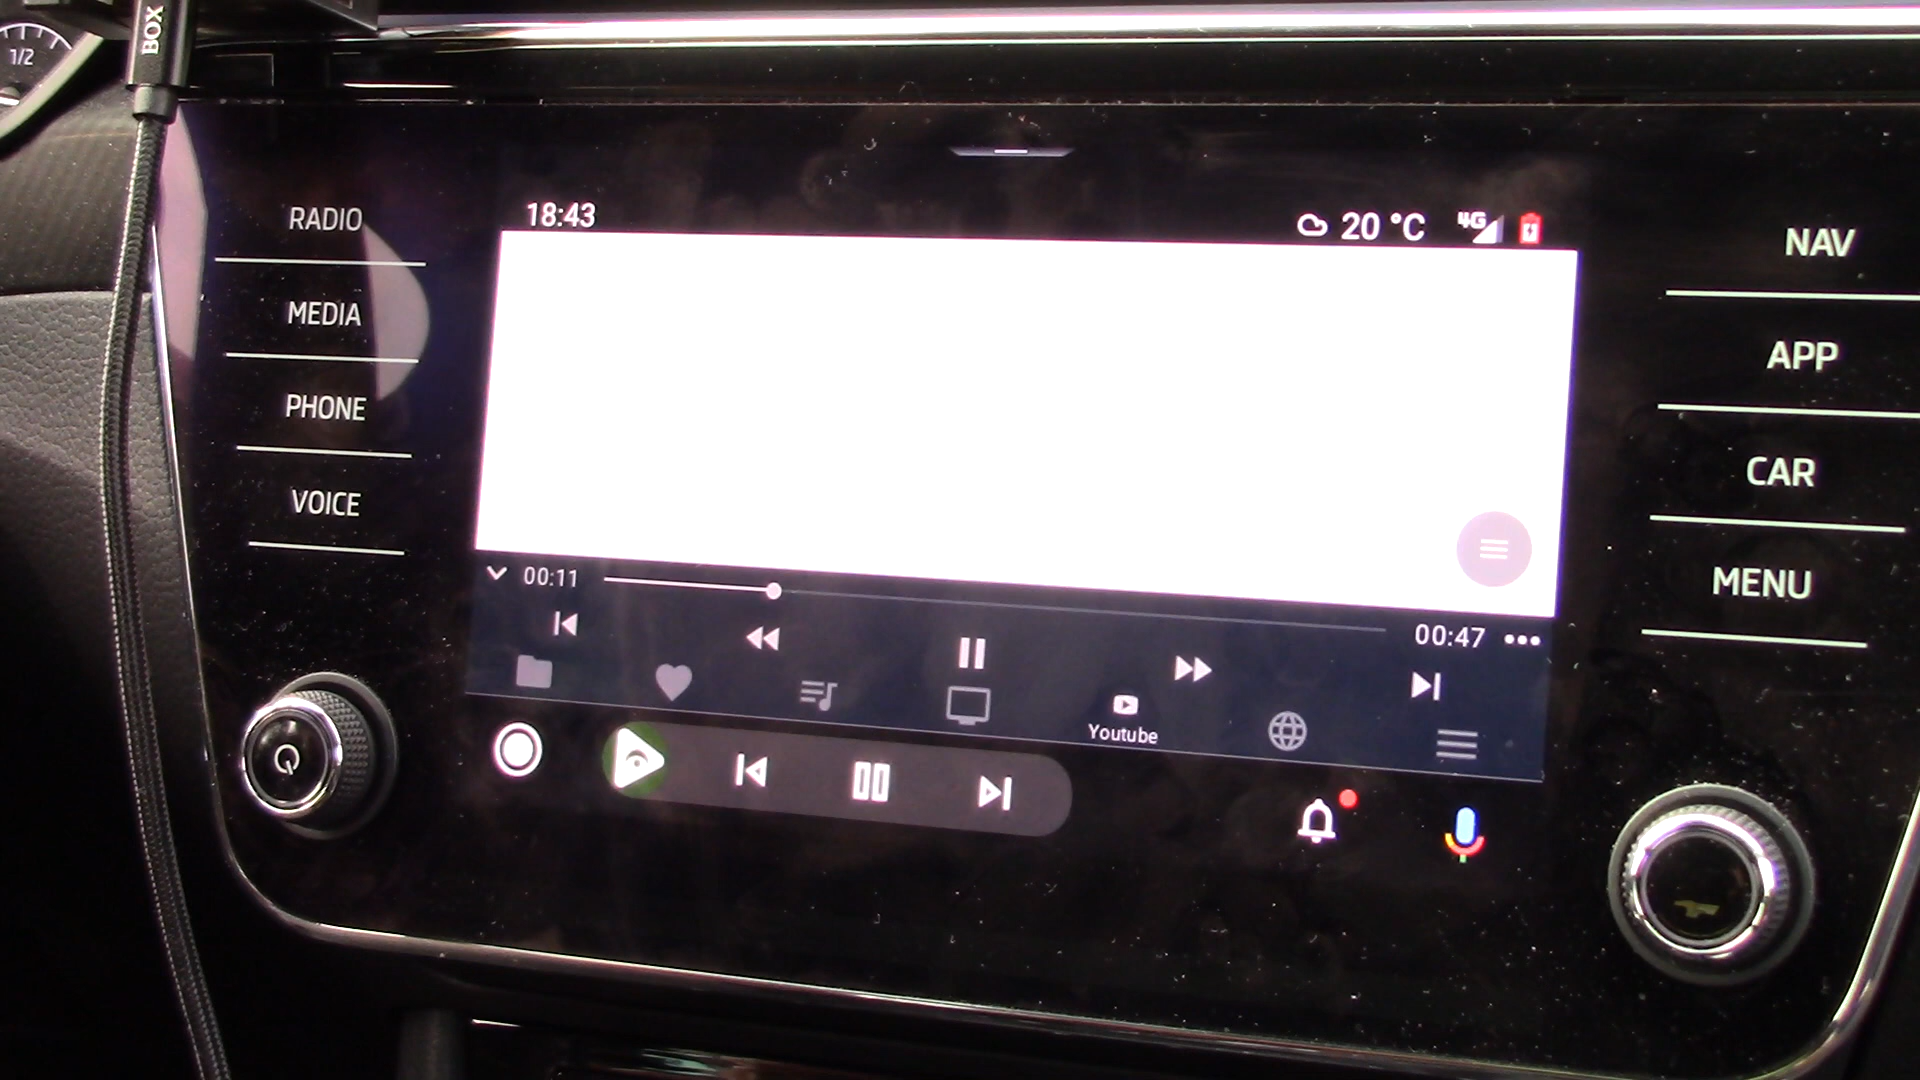 BOX
1/2
RADIO
MEDIA
PHONE
VOICE
18:43
20 °C
4G
00:11
00:47
Youtube
NAV
APP
CAR
MENU